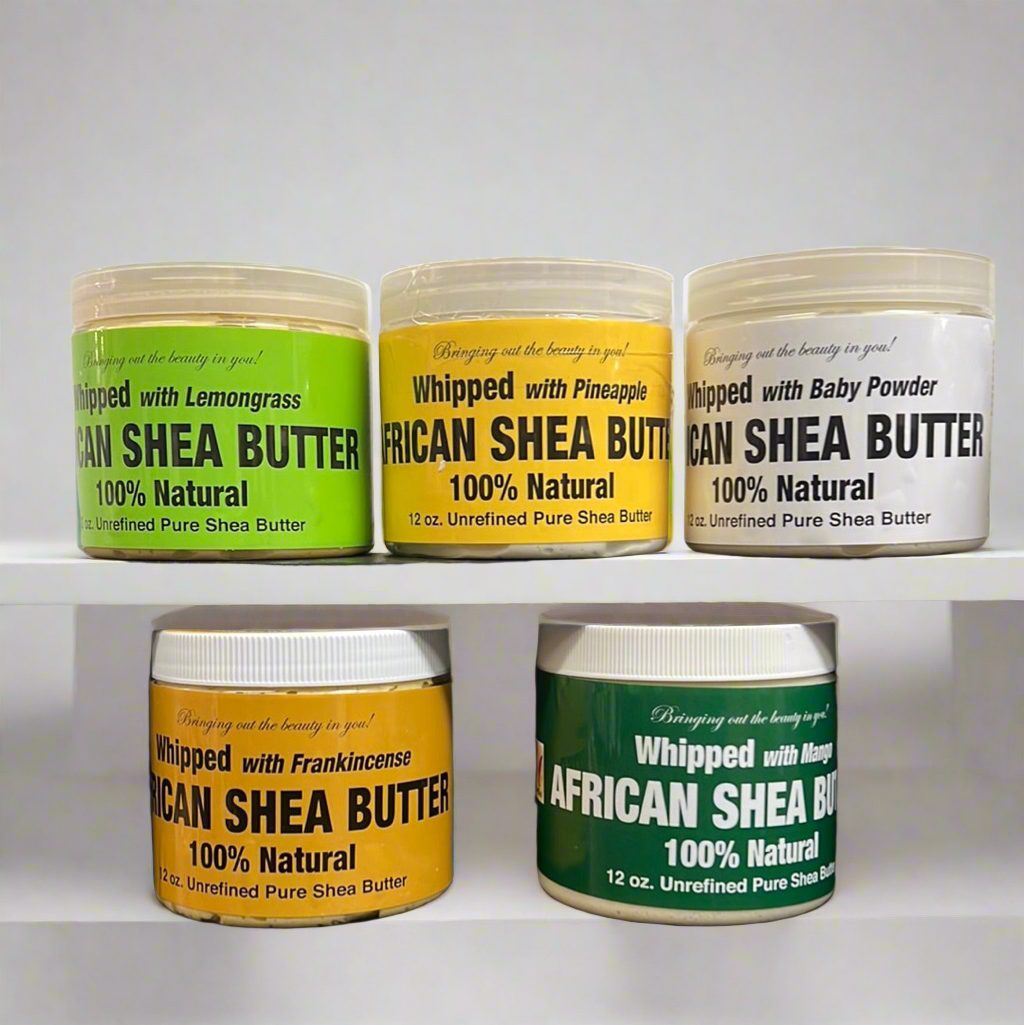 Bringing out the beauty in you!
Whipped with Lemongrass
CAN SHEA BUTTER
100% Natural
oz. Unrefined Pure Shea Butter
Bringing out the beauty in you!
Whipped with Pineapple
FRICAN SHEA BUTTE
100% Natural
12 oz. Unrefined Pure Shea Butter
Bringing out the beauty in you!
Whipped with Baby Powder
ICAN SHEA BUTTER
100% Natural
12 oz. Unrefined Pure Shea Butter
Bringing out the beauty in you!
Whipped with Frankincense
RICAN SHEA BUTTER
100% Natural
12 oz. Unrefined Pure Shea Butter
Bringing out the beauty in you!
Whipped with Mango
AFRICAN SHEA BUT
100% Natural
12 oz. Unrefined Pure Shea Bu